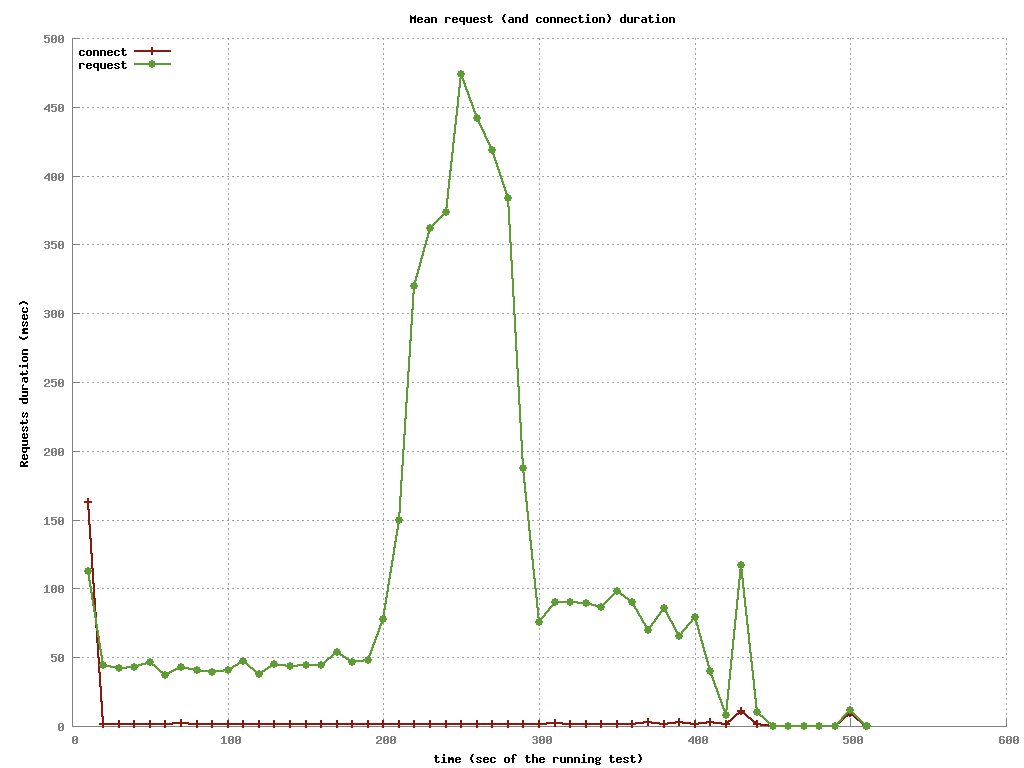 Mean request (and connection) duration
500
connect
request
450
400
350
300
250
200
150
100
50
0
Requests duration (msec)
0 100 200 300 400 500 600
time (sec of the running test)